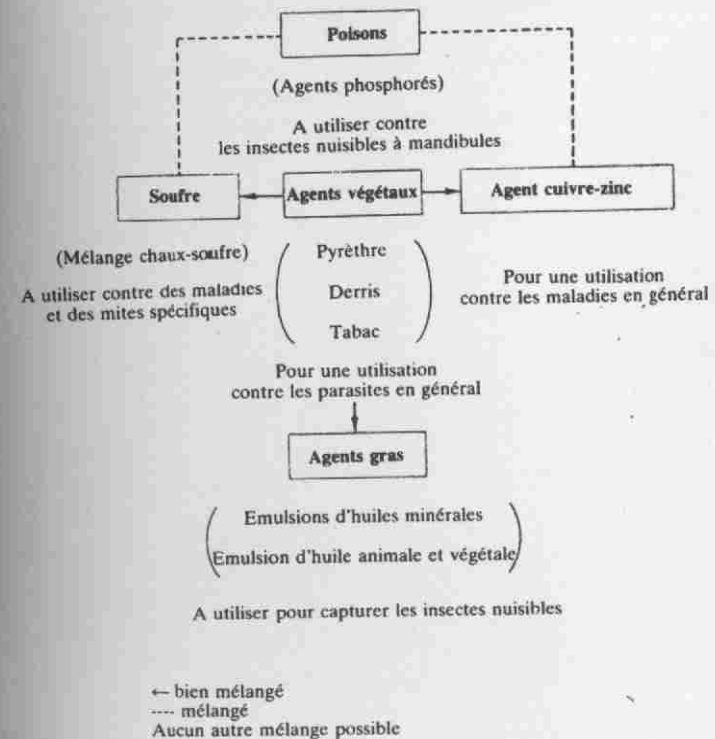 Poisons
(Agents phosphorés)
A utiliser contre
les insectes nuisibles à mandibules
Soufre
Agents végétaux
Agent cuivre-zinc
(Mélange chaux-soufre)
A utiliser contre des maladies
et des mites spécifiques
Pyrèthre
Derris
Tabac
Pour une utilisation
contre les maladies en général
Pour une utilisation
contre les parasites en général
Agents gras
Emulsions d'huiles minérales
Emulsion d'huile animale et végétale
A utiliser pour capturer les insectes nuisibles
← bien mélangé
---- mélangé
Aucun autre mélange possible